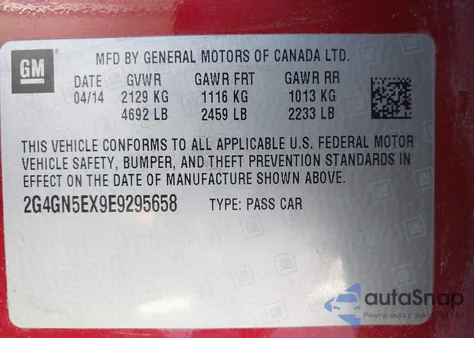 GM
MFD BY GENERAL MOTORS OF CANADA LTD.
DATE GVWR GAWR FRT GAWR RR
04/14 2129 KG 1116 KG 1013 KG
4692 LB 2459 LB 2233 LB
THIS VEHICLE CONFORMS TO ALL APPLICABLE U.S. FEDERAL MOTOR
VEHICLE SAFETY, BUMPER, AND THEFT PREVENTION STANDARDS IN
EFFECT ON THE DATE OF MANUFACTURE SHOWN ABOVE.
2G4GN5EX9E9295658 TYPE: PASS CAR
autaSnap